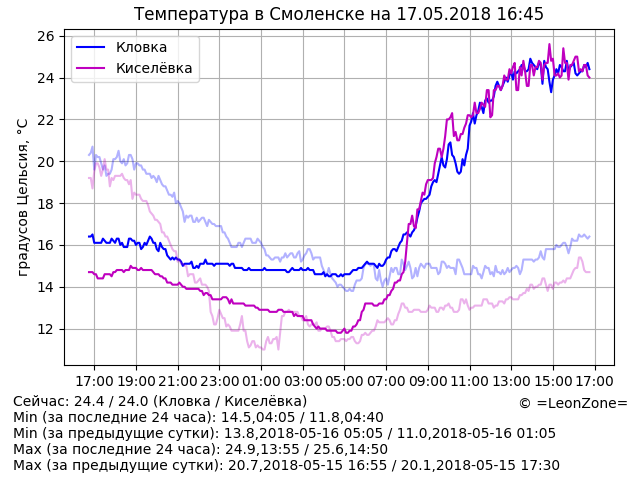 Температура в Смоленске на 17.05.2018 16:45
градусов Цельсия, °C
26
24
22
20
18
16
14
12
Кловка
Киселёвка
17:00 19:00 21:00 23:00 01:00 03:00 05:00 07:00 09:00 11:00 13:00 15:00 17:00
Сейчас: 24.4 / 24.0 (Кловка / Киселёвка)
© =LeonZone=
Min (за последние 24 часа): 14.5,04:05 / 11.8,04:40
Min (за предыдущие сутки): 13.8,2018-05-16 05:05 / 11.0,2018-05-16 01:05
Max (за последние 24 часа): 24.9,13:55 / 25.6,14:50
Max (за предыдущие сутки): 20.7,2018-05-15 16:55 / 20.1,2018-05-15 17:30